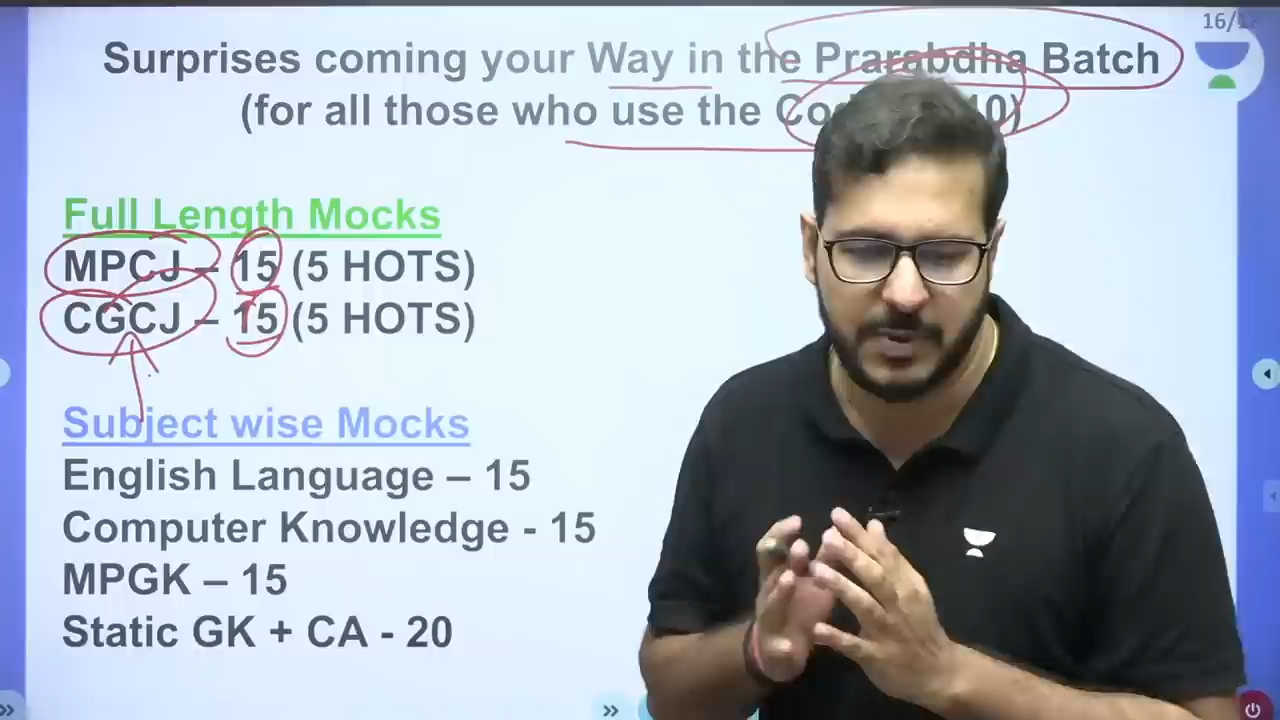 16/
Surprises coming your Way in the Prarabdha Batch
(for all those who use the 10)
Full Length Mocks
MPCJ – 15 (5 HOTS)
CGCJ – 15 (5 HOTS)
Subject wise Mocks
English Language – 15
Computer Knowledge - 15
MPGK – 15
Static GK + CA - 20